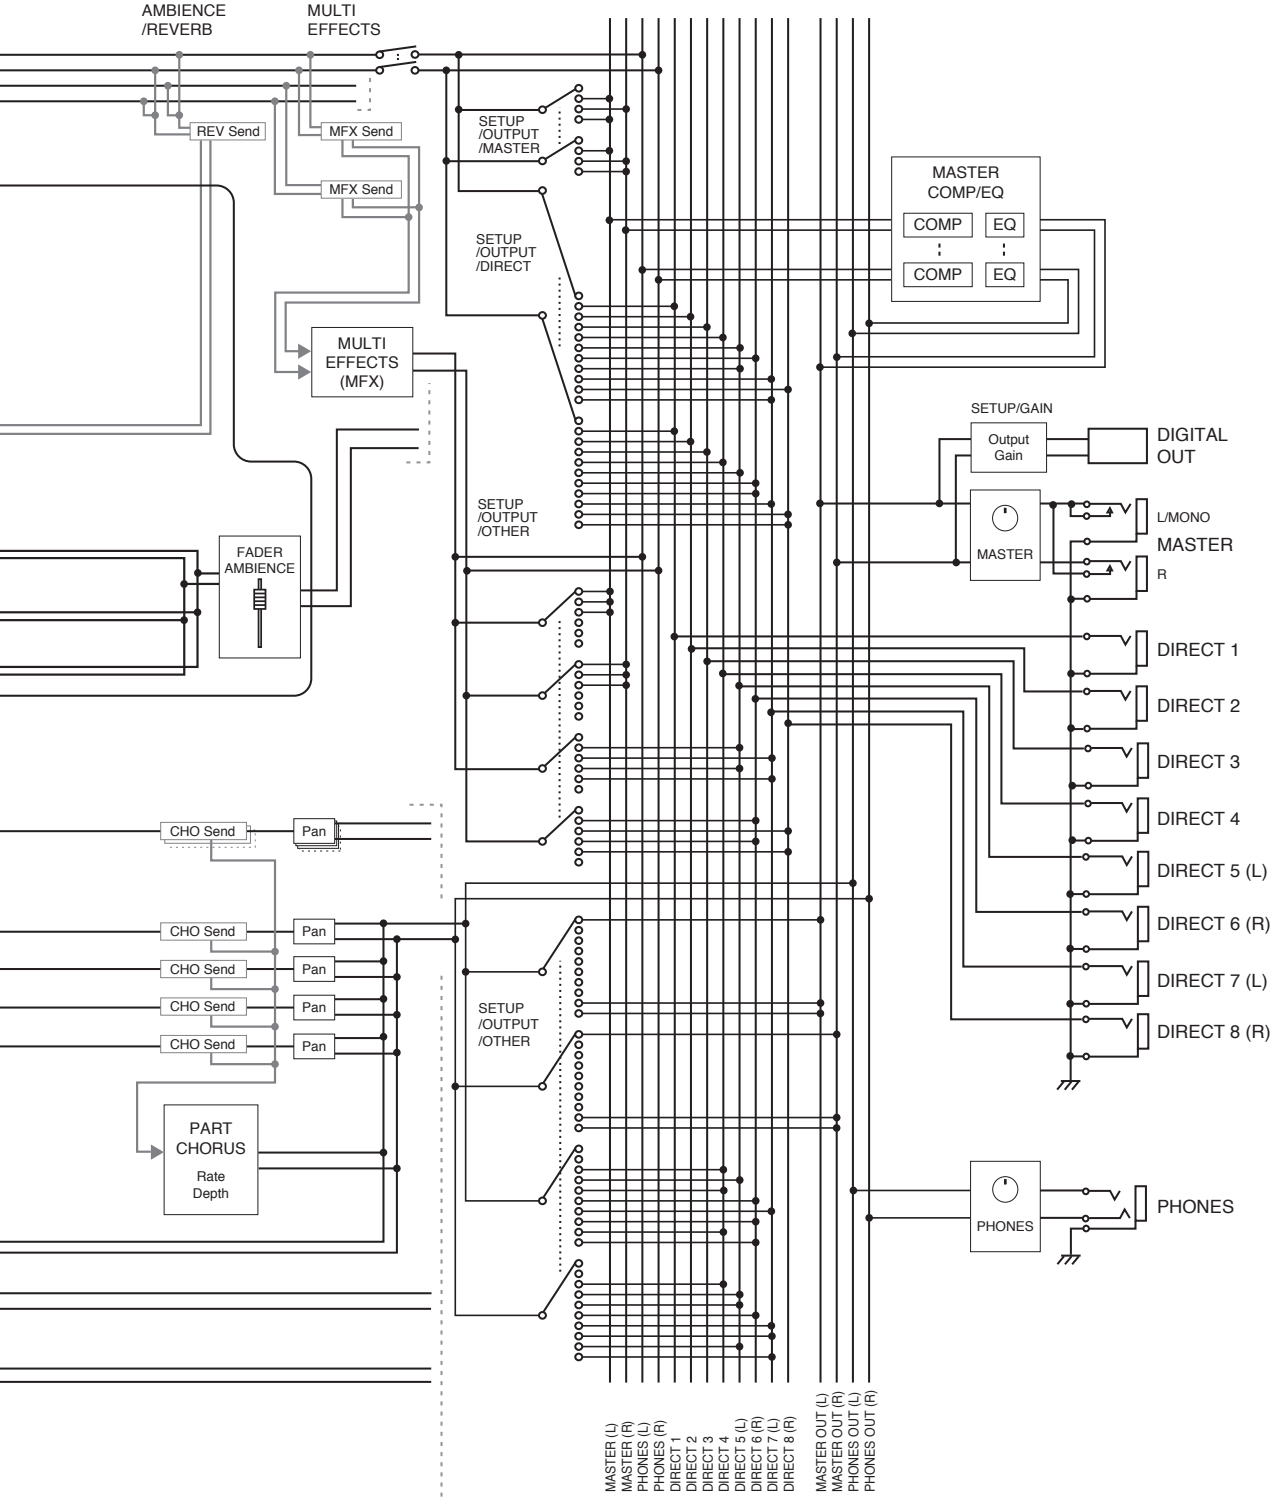 AMBIENCE
/REVERB
MULTI
EFFECTS
REV Send
MFX Send
MFX Send
SETUP
/OUTPUT
/MASTER
MASTER
COMP/EQ
COMP
EQ
COMP
EQ
SETUP
/OUTPUT
/DIRECT
MULTI
EFFECTS
(MFX)
SETUP/GAIN
Output
Gain
DIGITAL
OUT
MASTER
L/MONO
MASTER
R
SETUP
/OUTPUT
/OTHER
FADER
AMBIENCE
DIRECT 1
DIRECT 2
DIRECT 3
DIRECT 4
DIRECT 5 (L)
DIRECT 6 (R)
DIRECT 7 (L)
DIRECT 8 (R)
CHO Send
Pan
CHO Send
Pan
CHO Send
Pan
CHO Send
Pan
CHO Send
Pan
SETUP
/OUTPUT
/OTHER
PART
CHORUS
Rate
Depth
PHONES
PHONES
MASTER (L)
MASTER (R)
PHONES (L)
PHONES (R)
DIRECT 1
DIRECT 2
DIRECT 3
DIRECT 4
DIRECT 5 (L)
DIRECT 6 (R)
DIRECT 7 (L)
DIRECT 8 (R)
MASTER OUT (L)
MASTER OUT (R)
PHONES OUT (L)
PHONES OUT (R)